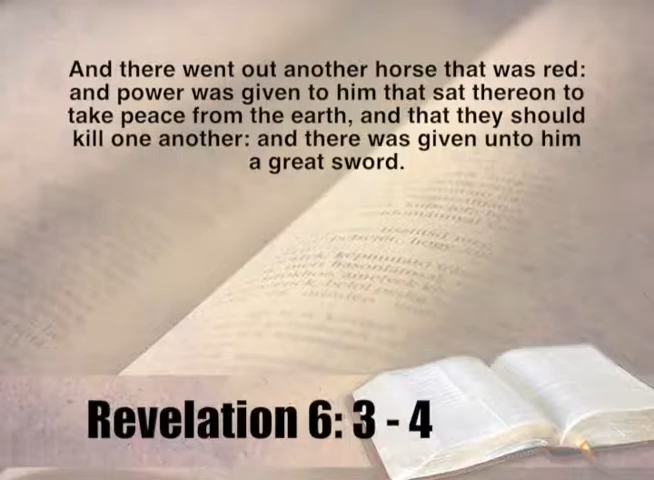 And there went out another horse that was red:
and power was given to him that sat thereon to
take peace from the earth, and that they should
kill one another: and there was given unto him
a great sword.
Revelation 6: 3 - 4